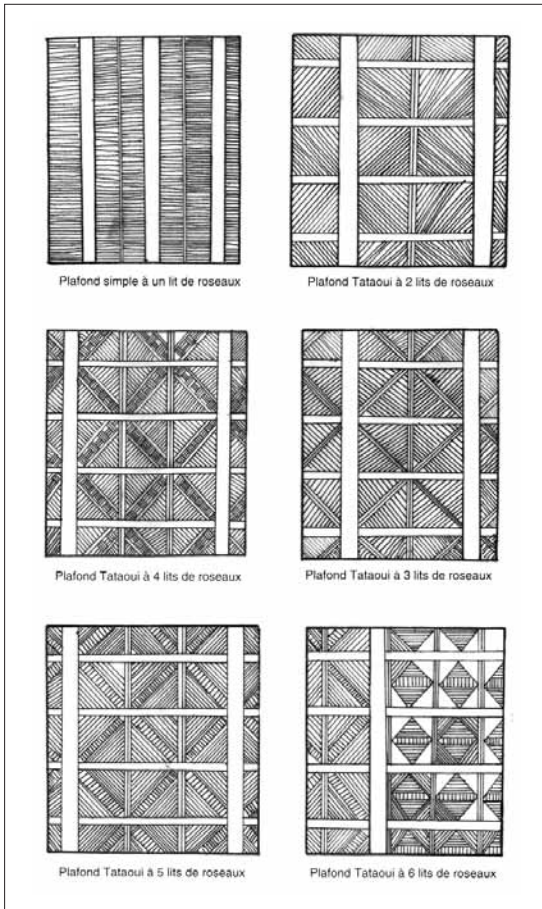 Plafond simple à un lit de roseaux
Plafond Tataoui à 2 lits de roseaux
Plafond Tataoui à 4 lits de roseaux
Plafond Tataoui à 3 lits de roseaux
Plafond Tataoui à 5 lits de roseaux
Plafond Tataoui à 6 lits de roseaux